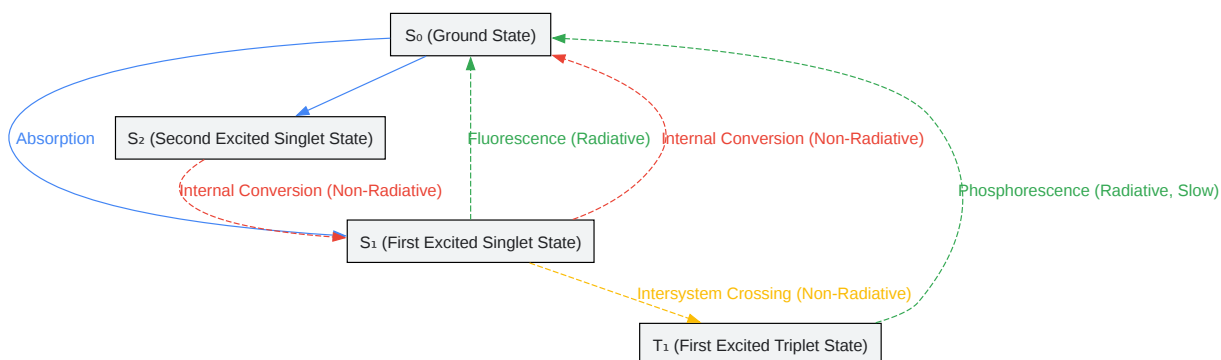 S₀ (Ground State)
Absorption
S₂ (Second Excited Singlet State)
Fluorescence (Radiative)
Internal Conversion (Non-Radiative)
Internal Conversion (Non-Radiative)
Phosphorescence (Radiative, Slow)
S₁ (First Excited Singlet State)
Intersystem Crossing (Non-Radiative)
T₁ (First Excited Triplet State)